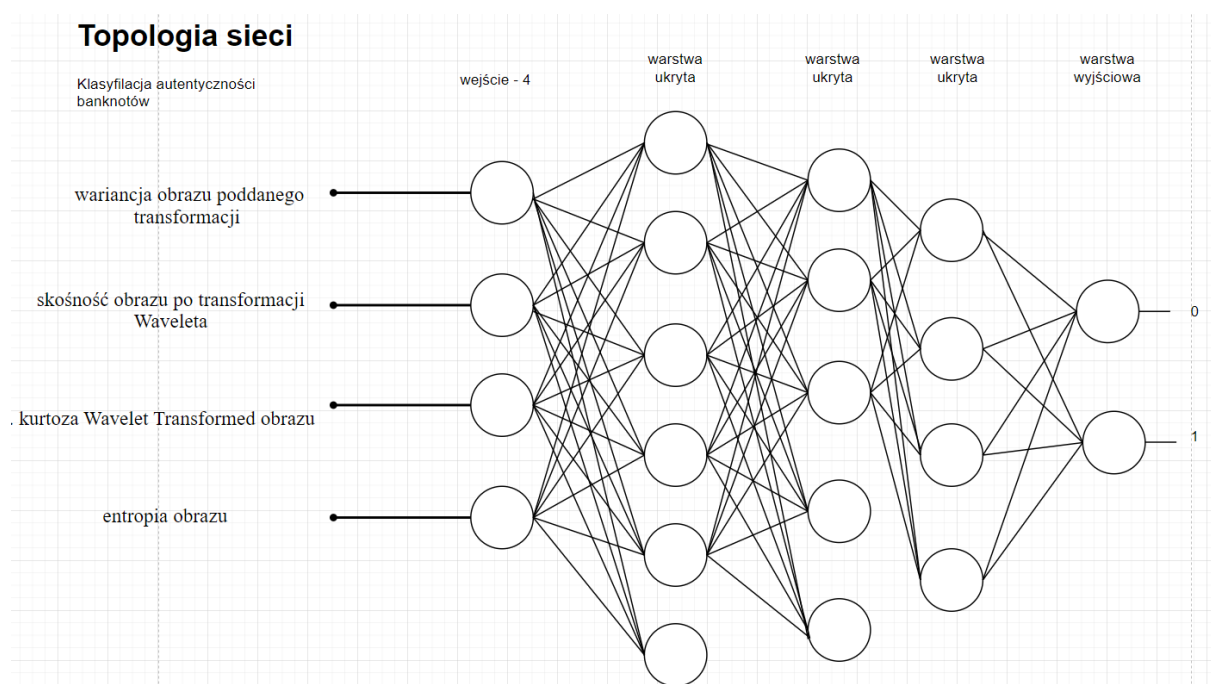 Topologia sieci
Klasyfilacja autentyczności
banknotów
wejście - 4
warstwa
ukryta
warstwa
ukryta
warstwa
ukryta
warstwa
wyjściowa
wariancja obrazu poddanego
transformacji
skośność obrazu po transformacji
Waveleta
. kurtoza Wavelet Transformed obrazu
entropia obrazu
0
1